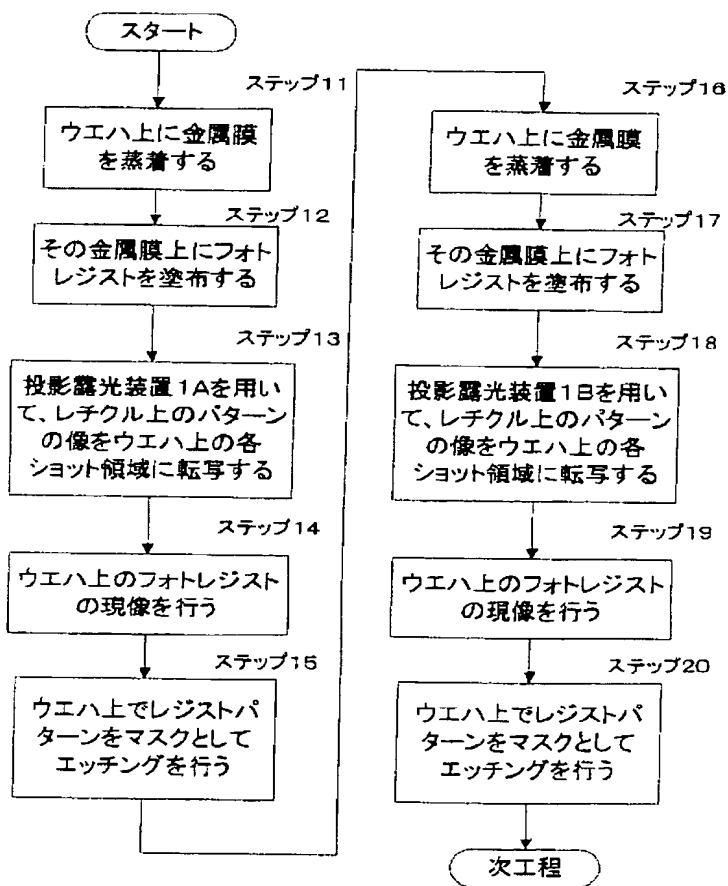 スタート
ステップ11
ウエハ上に金属膜
を蒸着する
ステップ12
その金属膜上にフォト
レジストを塗布する
ステップ13
投影露光装置1Aを用い
て、レチクル上のパターン
の像をウエハ上の各
ショット領域に転写する
ステップ14
ウエハ上のフォトレジスト
の現像を行う
ステップ15
ウエハ上でレジストパ
ターンをマスクとして
エッチングを行う
ステップ16
ウエハ上に金属膜
を蒸着する
ステップ17
その金属膜上にフォト
レジストを塗布する
ステップ18
投影露光装置1Bを用い
て、レチクル上のパターン
の像をウエハ上の各
ショット領域に転写する
ステップ19
ウエハ上のフォトレジスト
の現像を行う
ステップ20
ウエハ上でレジストパ
ターンをマスクとして
エッチングを行う
次工程